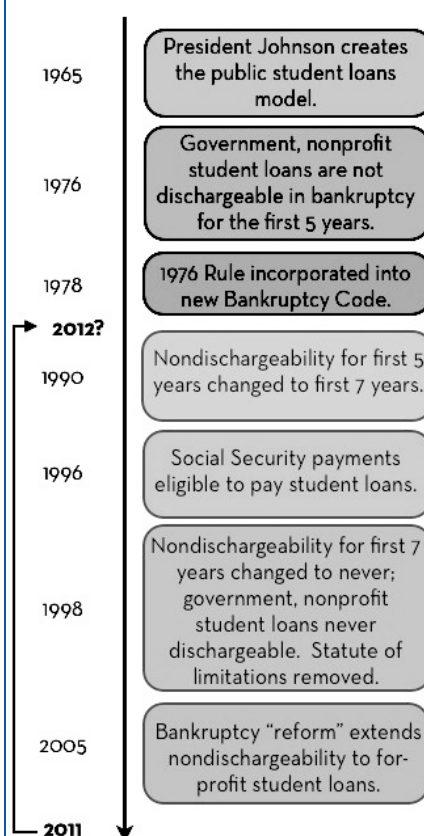 1965
President Johnson creates
the public student loans
model.
1976
Government, nonprofit
student loans are not
dischargeable in bankruptcy
for the first 5 years.
1978
1976 Rule incorporated into
new Bankruptcy Code.
2012?
1990
Nondischargeability for first 5
years changed to first 7 years.
1996
Social Security payments
eligible to pay student loans.
1998
Nondischargeability for first 7
years changed to never;
government, nonprofit
student loans never
dischargeable. Statute of
limitations removed.
2005
Bankruptcy “reform” extends
nondischargeability to for-
profit student loans.
2011